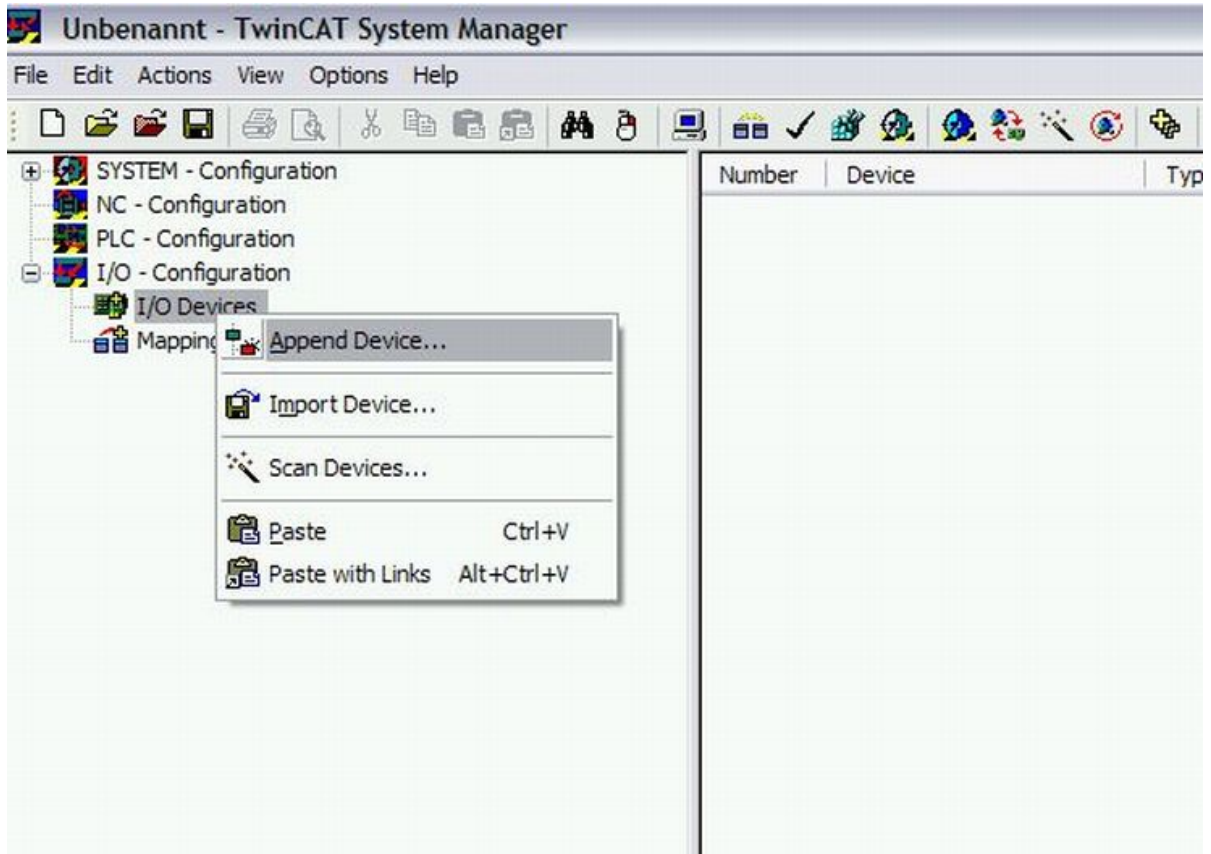 Unbenannt - TwinCAT System Manager
File Edit Actions View Options Help
SYSTEM - Configuration
Number Device Typ
NC - Configuration
PLC - Configuration
I/O - Configuration
I/O Devices
Mapping
Append Device...
Import Device...
Scan Devices...
Paste Ctrl+V
Paste with Links Alt+Ctrl+V